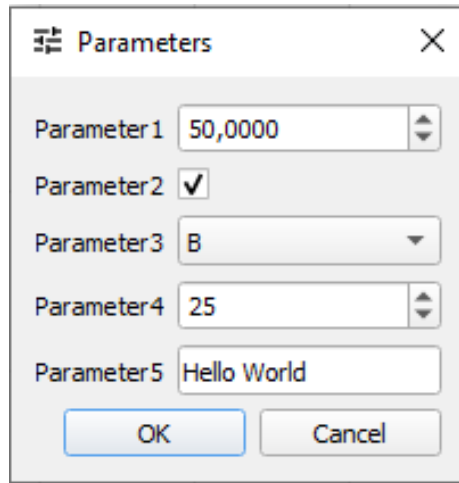 Parameters
Parameter1 50,0000
Parameter2
Parameter3 B
Parameter4 25
Parameter5 Hello World
OK Cancel